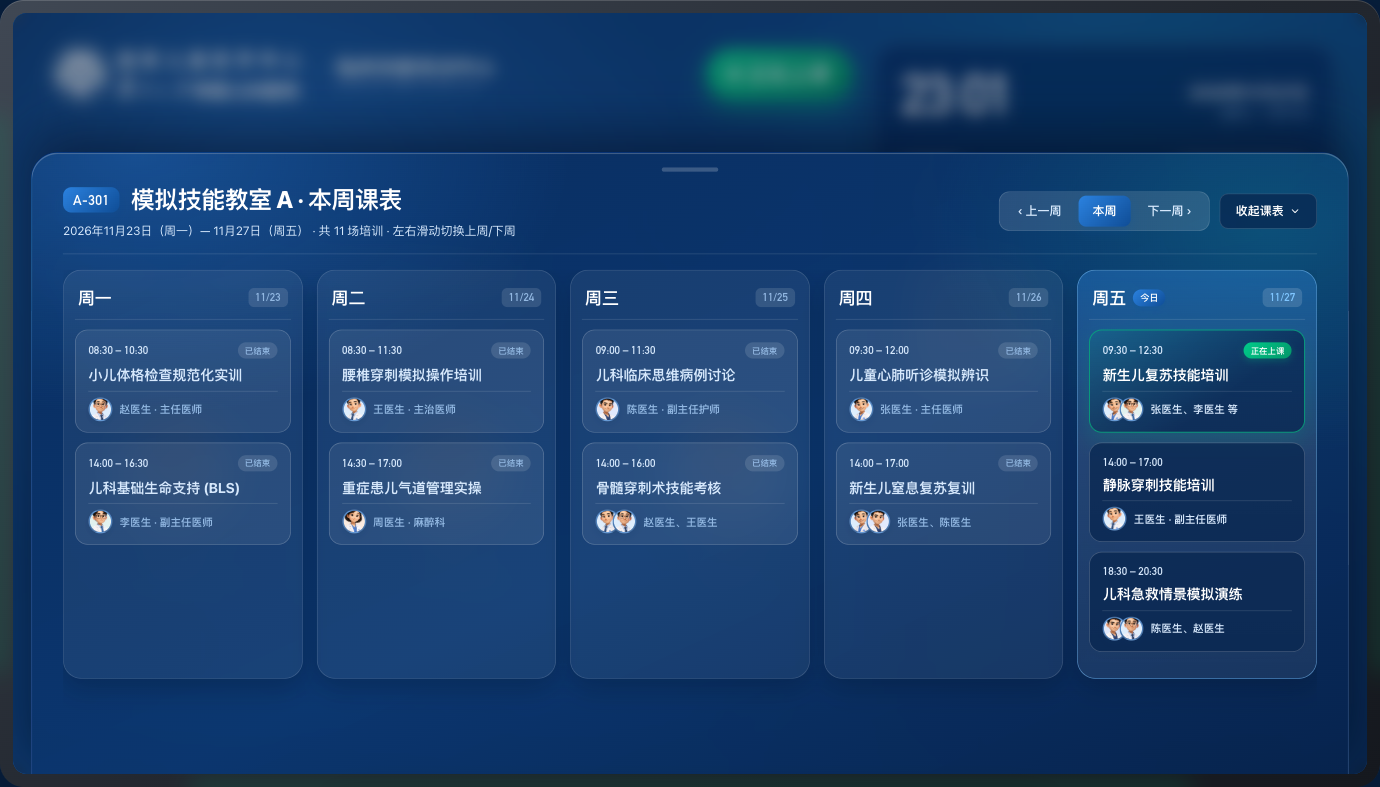 23:01
A-301
模拟技能教室 A · 本周课表
2026年11月23日（周一）— 11月27日（周五） · 共 11 场培训 · 左右滑动切换上周/下周
‹ 上一周
本周
下一周 ›
收起课表
周一
11/23
08:30 – 10:30
已结束
小儿体格检查规范化实训
赵医生 · 主任医师
14:00 – 16:30
已结束
儿科基础生命支持 (BLS)
李医生 · 副主任医师
周二
11/24
08:30 – 11:30
已结束
腰椎穿刺模拟操作培训
王医生 · 主治医师
14:30 – 17:00
已结束
重症患儿气道管理实操
周医生 · 麻醉科
周三
11/25
09:00 – 11:30
已结束
儿科临床思维病例讨论
陈医生 · 副主任护师
14:00 – 16:00
已结束
骨髓穿刺术技能考核
赵医生、王医生
周四
11/26
09:30 – 12:00
已结束
儿童心肺听诊模拟辨识
张医生 · 主任医师
14:00 – 17:00
已结束
新生儿窒息复苏复训
张医生、陈医生
周五
今日
11/27
09:30 – 12:30
正在上课
新生儿复苏技能培训
张医生、李医生 等
14:00 – 17:00
静脉穿刺技能培训
王医生 · 副主任医师
18:30 – 20:30
儿科急救情景模拟演练
陈医生、赵医生